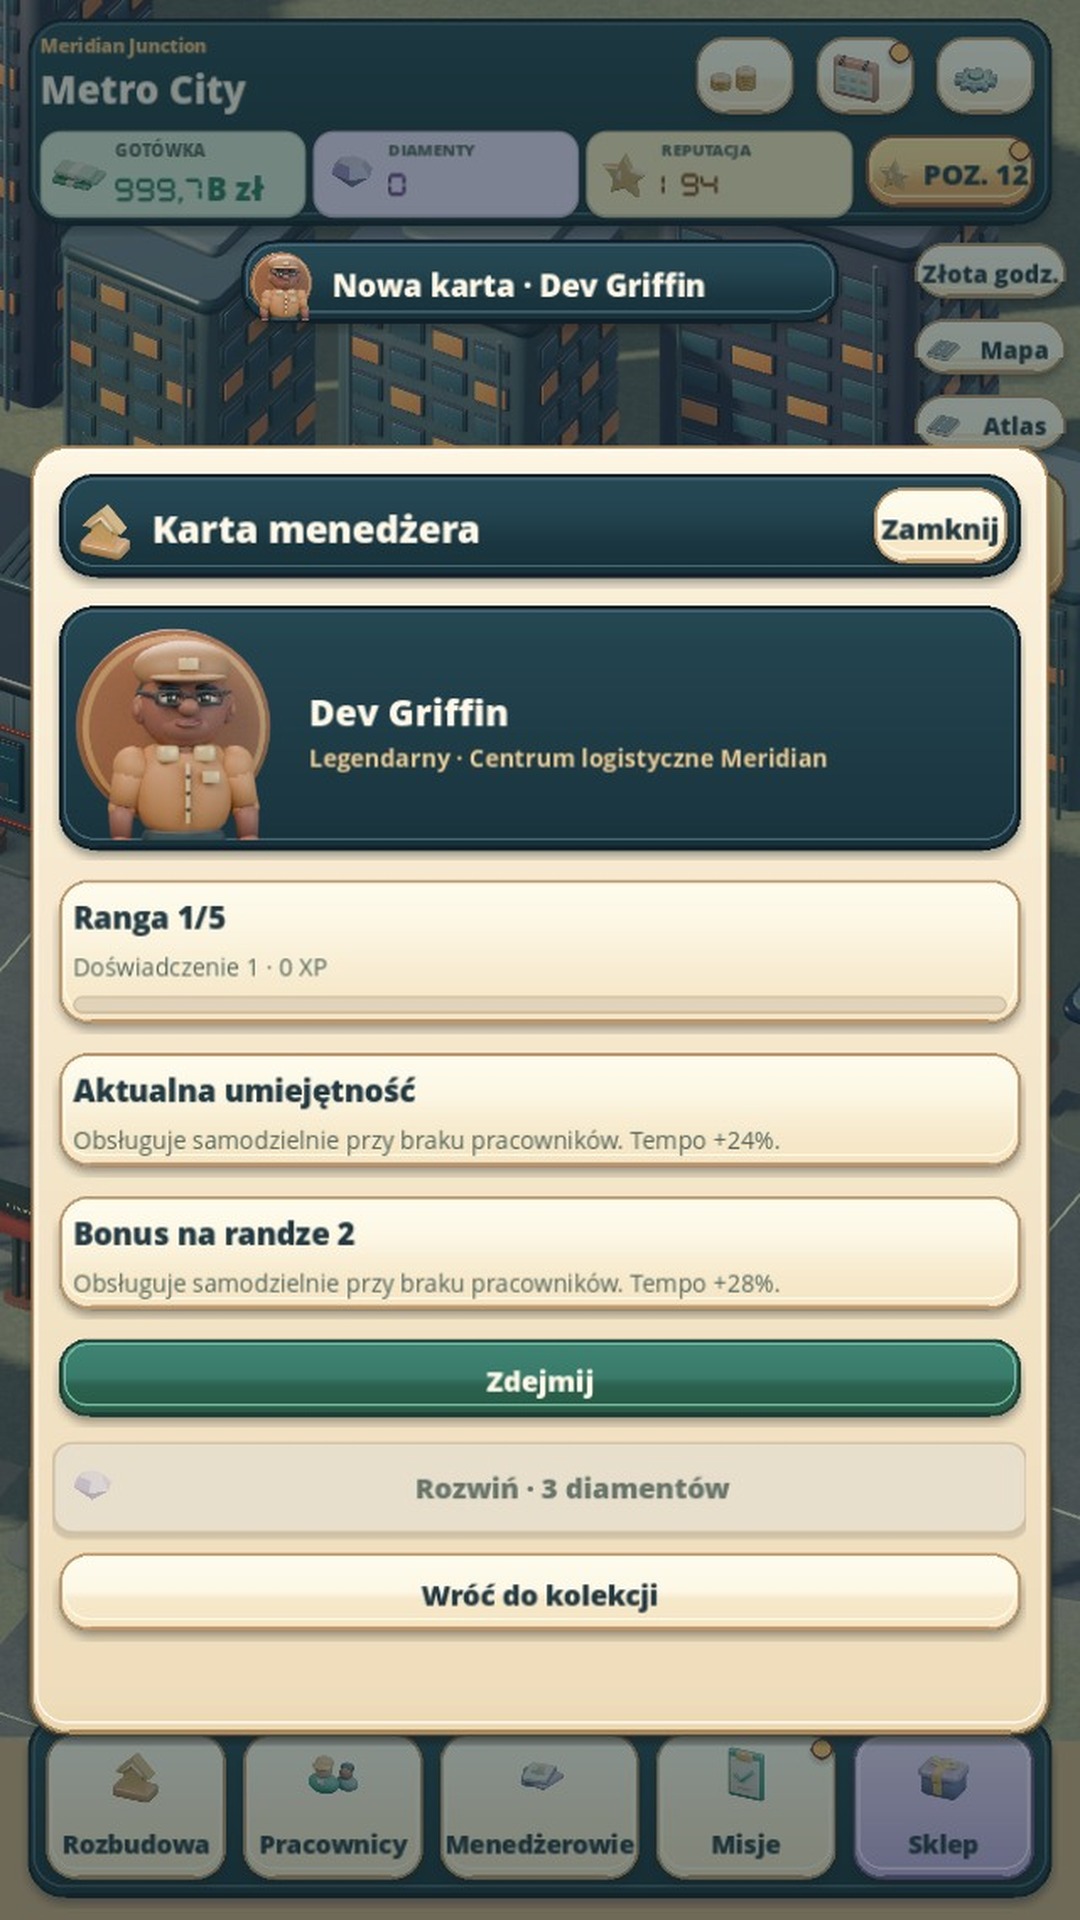 Meridian Junction
Metro City
GOTÓWKA
999,7B zł
DIAMENTY
0
REPUTACJA
194
POZ. 12
Nowa karta · Dev Griffin
Złota godz.
Mapa
Atlas
Karta menedżera
Zamknij
Dev Griffin
Legendarny · Centrum logistyczne Meridian
Ranga 1/5
Doświadczenie 1 · 0 XP
Aktualna umiejętność
Obsługuje samodzielnie przy braku pracowników. Tempo +24%.
Bonus na randze 2
Obsługuje samodzielnie przy braku pracowników. Tempo +28%.
Zdejmij
Rozwiń · 3 diamentów
Wróć do kolekcji
Rozbudowa
Pracownicy
Menedżerowie
Misje
Sklep